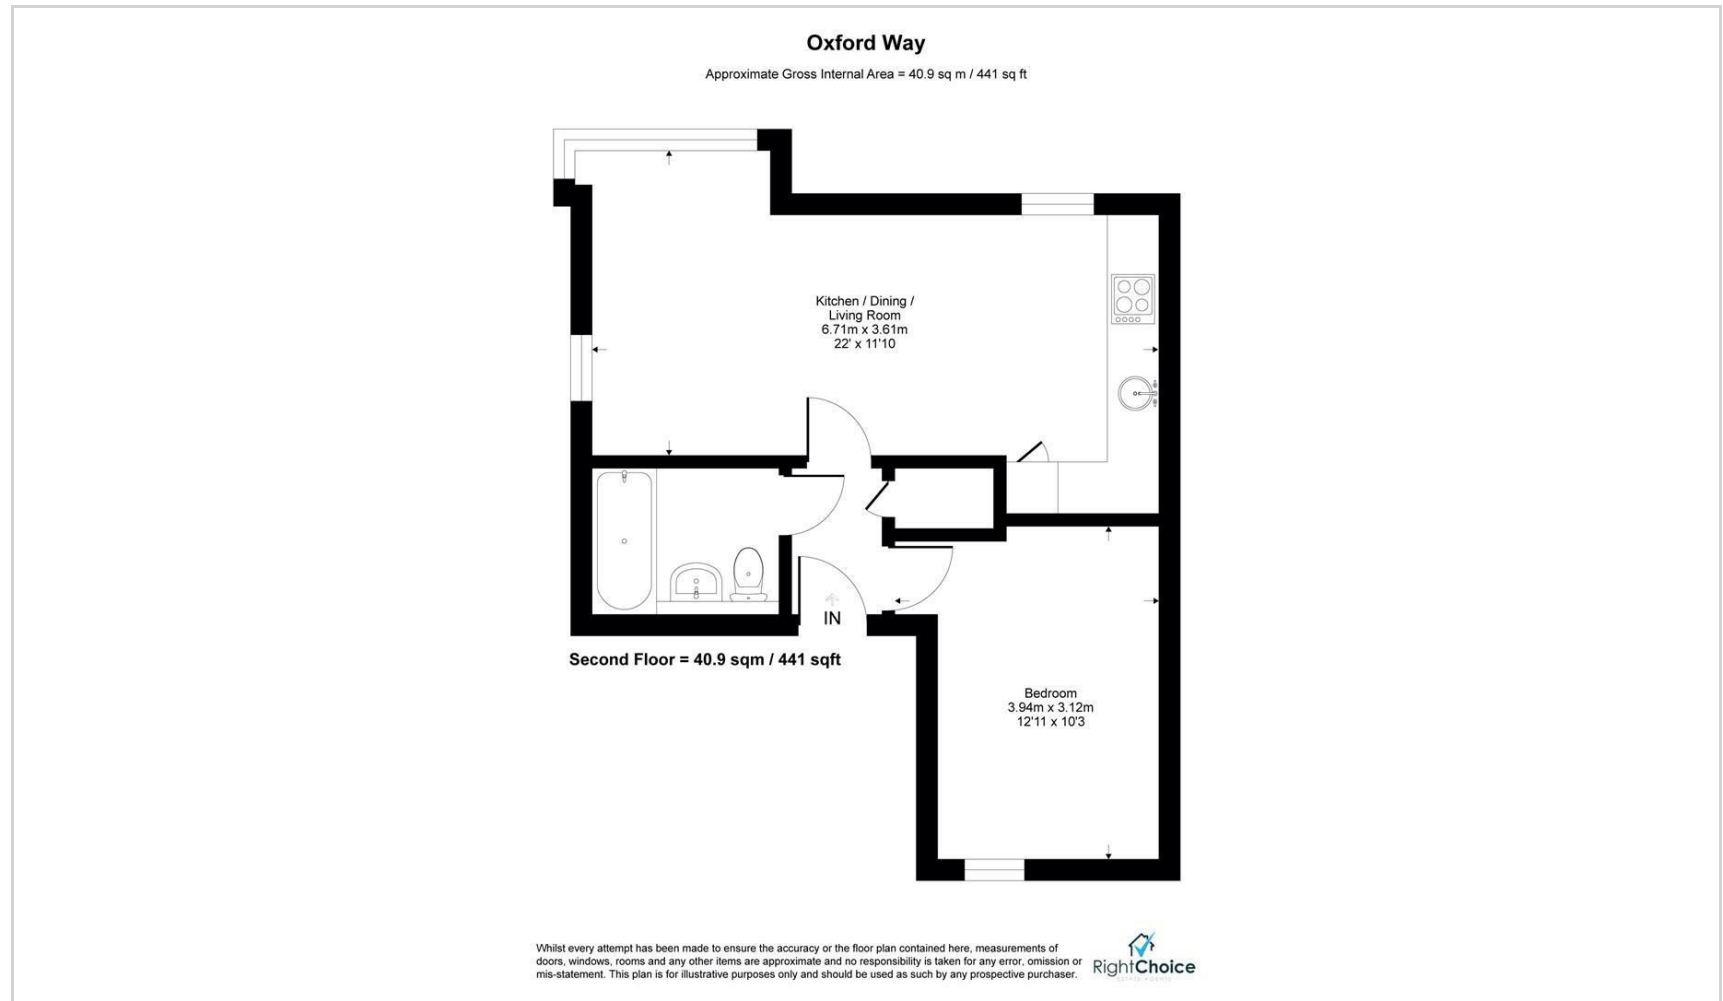 Oxford Way
Approximate Gross Internal Area = 40.9 sq m / 441 sq ft
Kitchen / Dining /
Living Room
6.71m x 3.61m
22' x 11'10
IN
Second Floor = 40.9 sqm / 441 sqft
Bedroom
3.94m x 3.12m
12'11 x 10'3
Whilst every attempt has been made to ensure the accuracy or the floor plan contained here, measurements of
doors, windows, rooms and any other items are approximate and no responsibility is taken for any error, omission or
mis-statement. This plan is for illustrative purposes only and should be used as such by any prospective purchaser.
RightChoice
ESTATE AGENTS